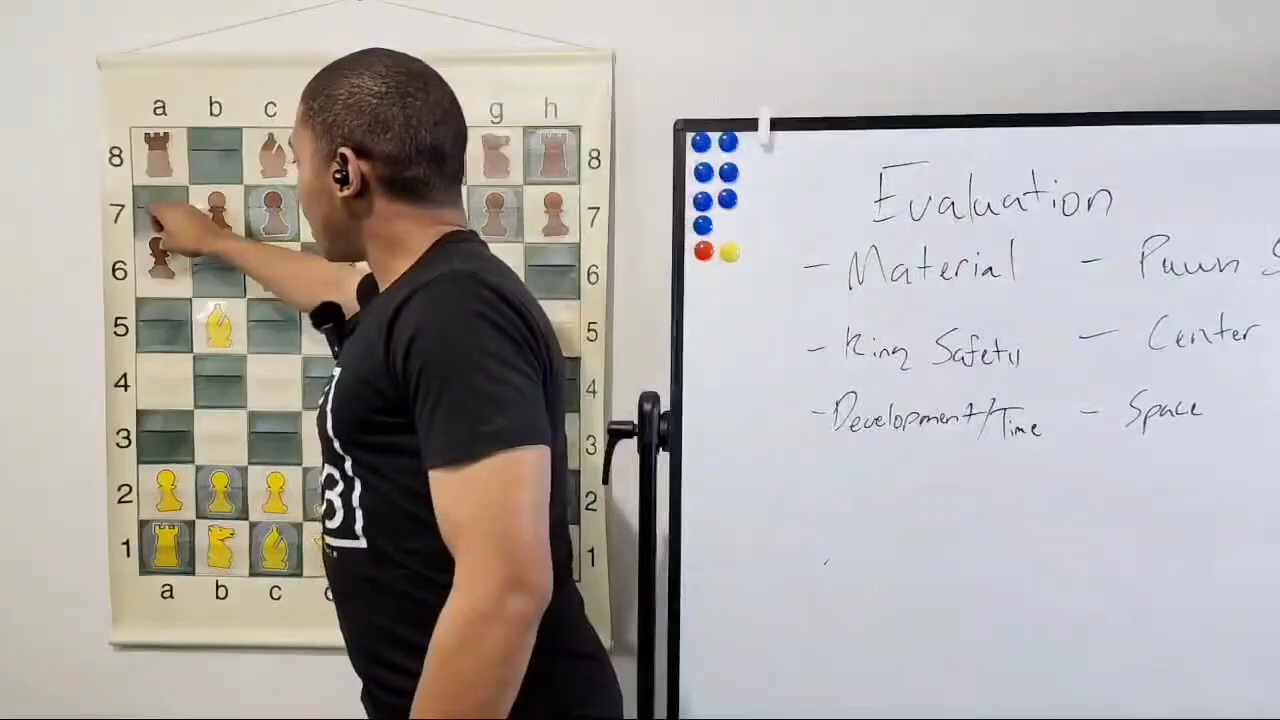 a b c g h
8 8
7 7
6 6
5 5
4 4
3 3
2 2
1 1
a b c
Evaluation
- Material - Pawn S
- King Safety - Center
- Development/Time - Space